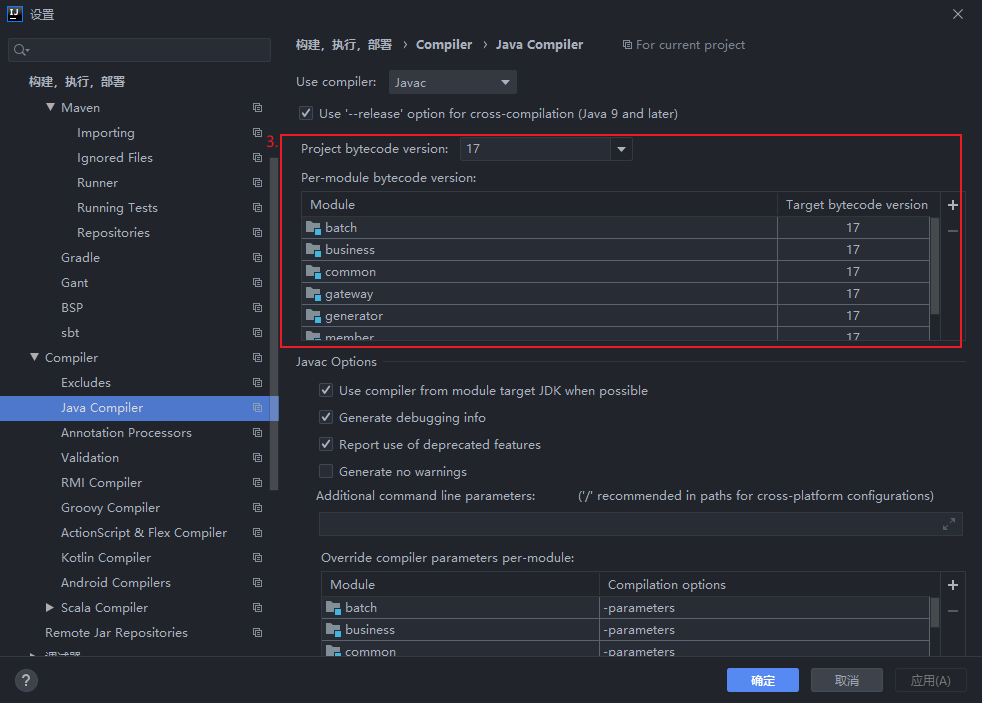 设置
构建，执行，部署
Maven
Importing
Ignored Files
Runner
Running Tests
Repositories
Gradle
Gant
BSP
sbt
Compiler
Excludes
Java Compiler
Annotation Processors
Validation
RMI Compiler
Groovy Compiler
ActionScript & Flex Compiler
Kotlin Compiler
Android Compilers
Scala Compiler
Remote Jar Repositories
调试器
构建，执行，部署 › Compiler › Java Compiler For current project
Use compiler: Javac
Use '--release' option for cross-compilation (Java 9 and later)
3.
Project bytecode version: 17
Per-module bytecode version:
Module Target bytecode version
batch 17
business 17
common 17
gateway 17
generator 17
member 17
Javac Options
Use compiler from module target JDK when possible
Generate debugging info
Report use of deprecated features
Generate no warnings
Additional command line parameters: ('/' recommended in paths for cross-platform configurations)
Override compiler parameters per-module:
Module Compilation options
batch -parameters
business -parameters
common -parameters
? 确定 取消 应用(A)